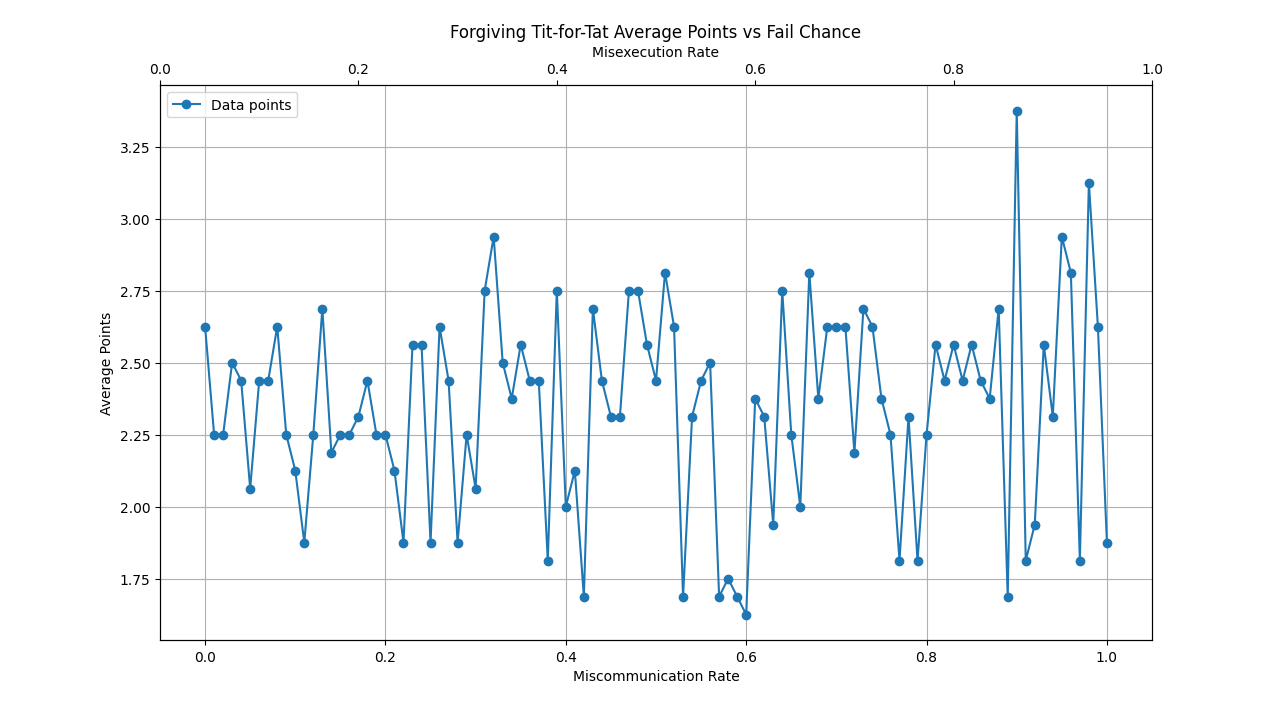 Forgiving Tit-for-Tat Average Points vs Fail Chance
Misexecution Rate
0.0 0.2 0.4 0.6 0.8 1.0
Data points
3.25
3.00
2.75
2.50
2.25
2.00
1.75
Average Points
0.0 0.2 0.4 0.6 0.8 1.0
Miscommunication Rate